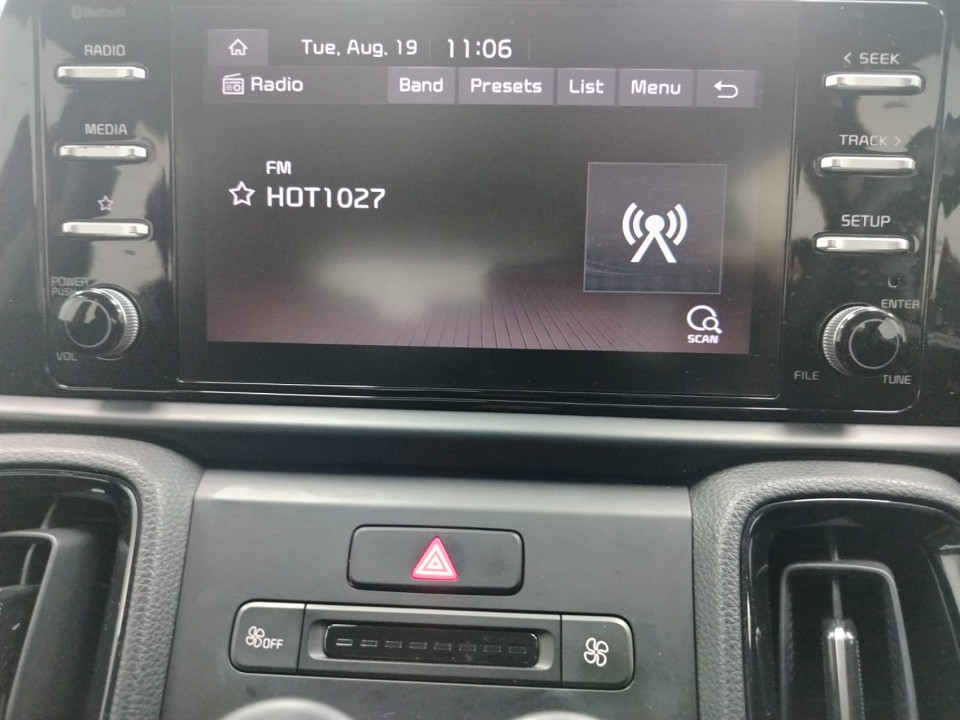 Bluetooth
RADIO
MEDIA
POWER
PUSH
VOL
Tue, Aug. 19 11:06
Radio Band Presets List Menu
FM
HOT1027
SCAN
< SEEK
TRACK >
SETUP
ENTER
FILE
TUNE
OFF